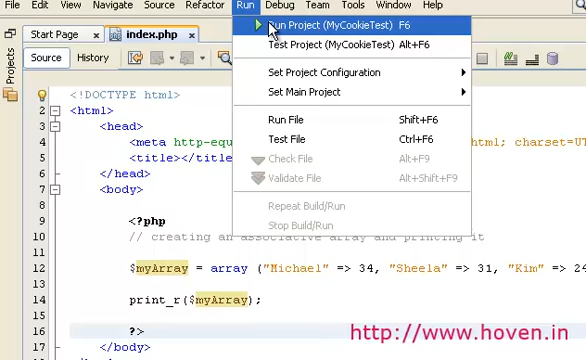 Edit View Navigate Source Refactor Run Debug Team Tools Window Help
Start Page index.php
Projects
Source History
Run Project (MyCookieTest) F6
Test Project (MyCookieTest) Alt+F6
Set Project Configuration
Set Main Project
Run File Shift+F6
Test File Ctrl+F6
Check File Alt+F9
Validate File Alt+Shift+F9
Repeat Build/Run
Stop Build/Run
<!DOCTYPE html>
2 <html>
3 <head>
4 <meta http-equ html; charset=UT
5 <title></title
6 </head>
7 <body>
8
9 <?php
10 // creating an associative array and printing it
11
12 $myArray = array ("Michael" => 34, "Sheela" => 31, "Kim" => 24
13
14 print_r($myArray);
15
16 ?>
17 </body>
http://www.hoven.in